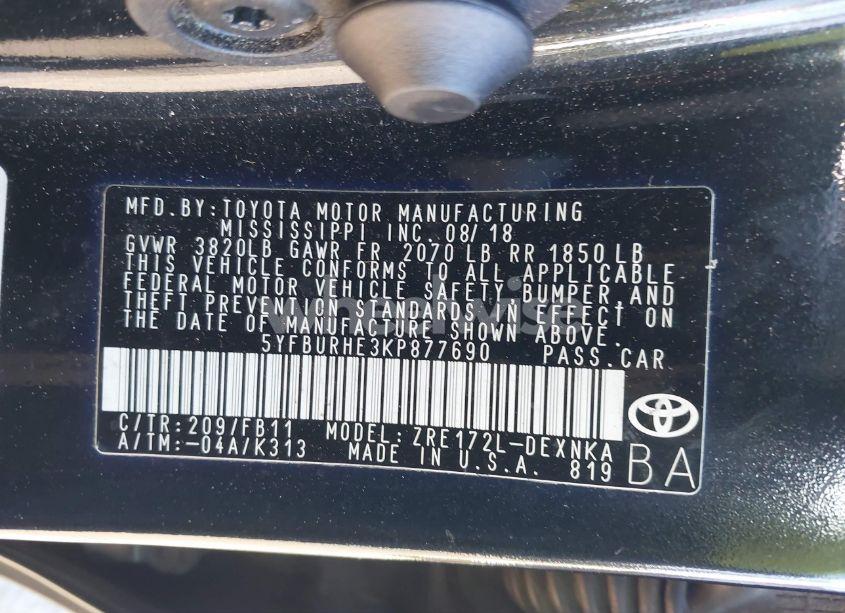 MFD.BY:TOYOTA MOTOR MANUFACTURING
MISSISSIPPI INC. 08/18
GVWR 3820LB GAWR FR 2070 LB RR 1850 LB
THIS VEHICLE CONFORMS TO ALL APPLICABLE
FEDERAL MOTOR VEHICLE SAFETY, BUMPER, AND
THEFT PREVENTION STANDARDS IN EFFECT ON
THE DATE OF MANUFACTURE SHOWN ABOVE.
5YFBURHE3KP877690 PASS.CAR
C/TR:209/FB11 MODEL:ZRE172L-DEXNKA
A/TM:-04A/K313 MADE IN U.S.A. 819
BA